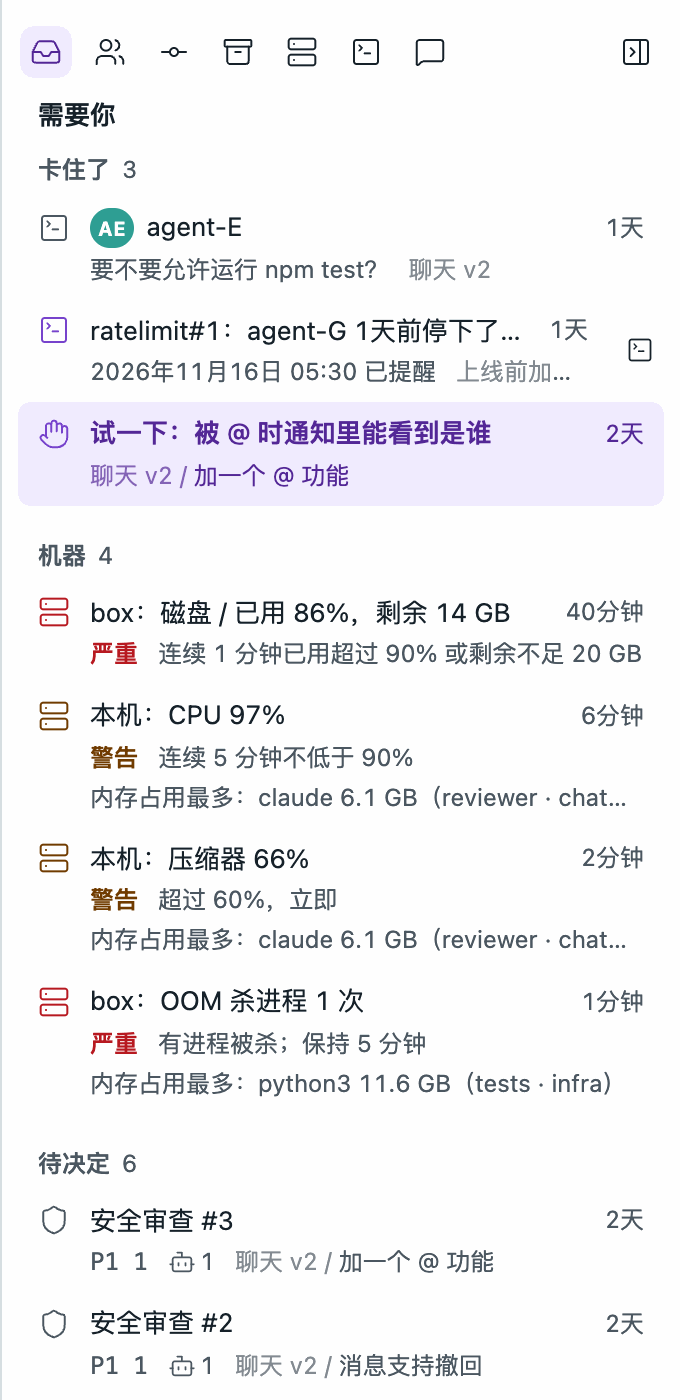 需要你
卡住了 3
AE agent-E 1天
要不要允许运行 npm test? 聊天 v2
ratelimit#1：agent-G 1天前停下了... 1天
2026年11月16日 05:30 已提醒 上线前加...
试一下：被 @ 时通知里能看到是谁 2天
聊天 v2 / 加一个 @ 功能
机器 4
box：磁盘 / 已用 86%，剩余 14 GB 40分钟
严重 连续 1 分钟已用超过 90% 或剩余不足 20 GB
本机：CPU 97% 6分钟
警告 连续 5 分钟不低于 90%
内存占用最多：claude 6.1 GB（reviewer · chat...
本机：压缩器 66% 2分钟
警告 超过 60%，立即
内存占用最多：claude 6.1 GB（reviewer · chat...
box：OOM 杀进程 1 次 1分钟
严重 有进程被杀；保持 5 分钟
内存占用最多：python3 11.6 GB（tests · infra）
待决定 6
安全审查 #3 2天
P1 1 1 聊天 v2 / 加一个 @ 功能
安全审查 #2 2天
P1 1 1 聊天 v2 / 消息支持撤回